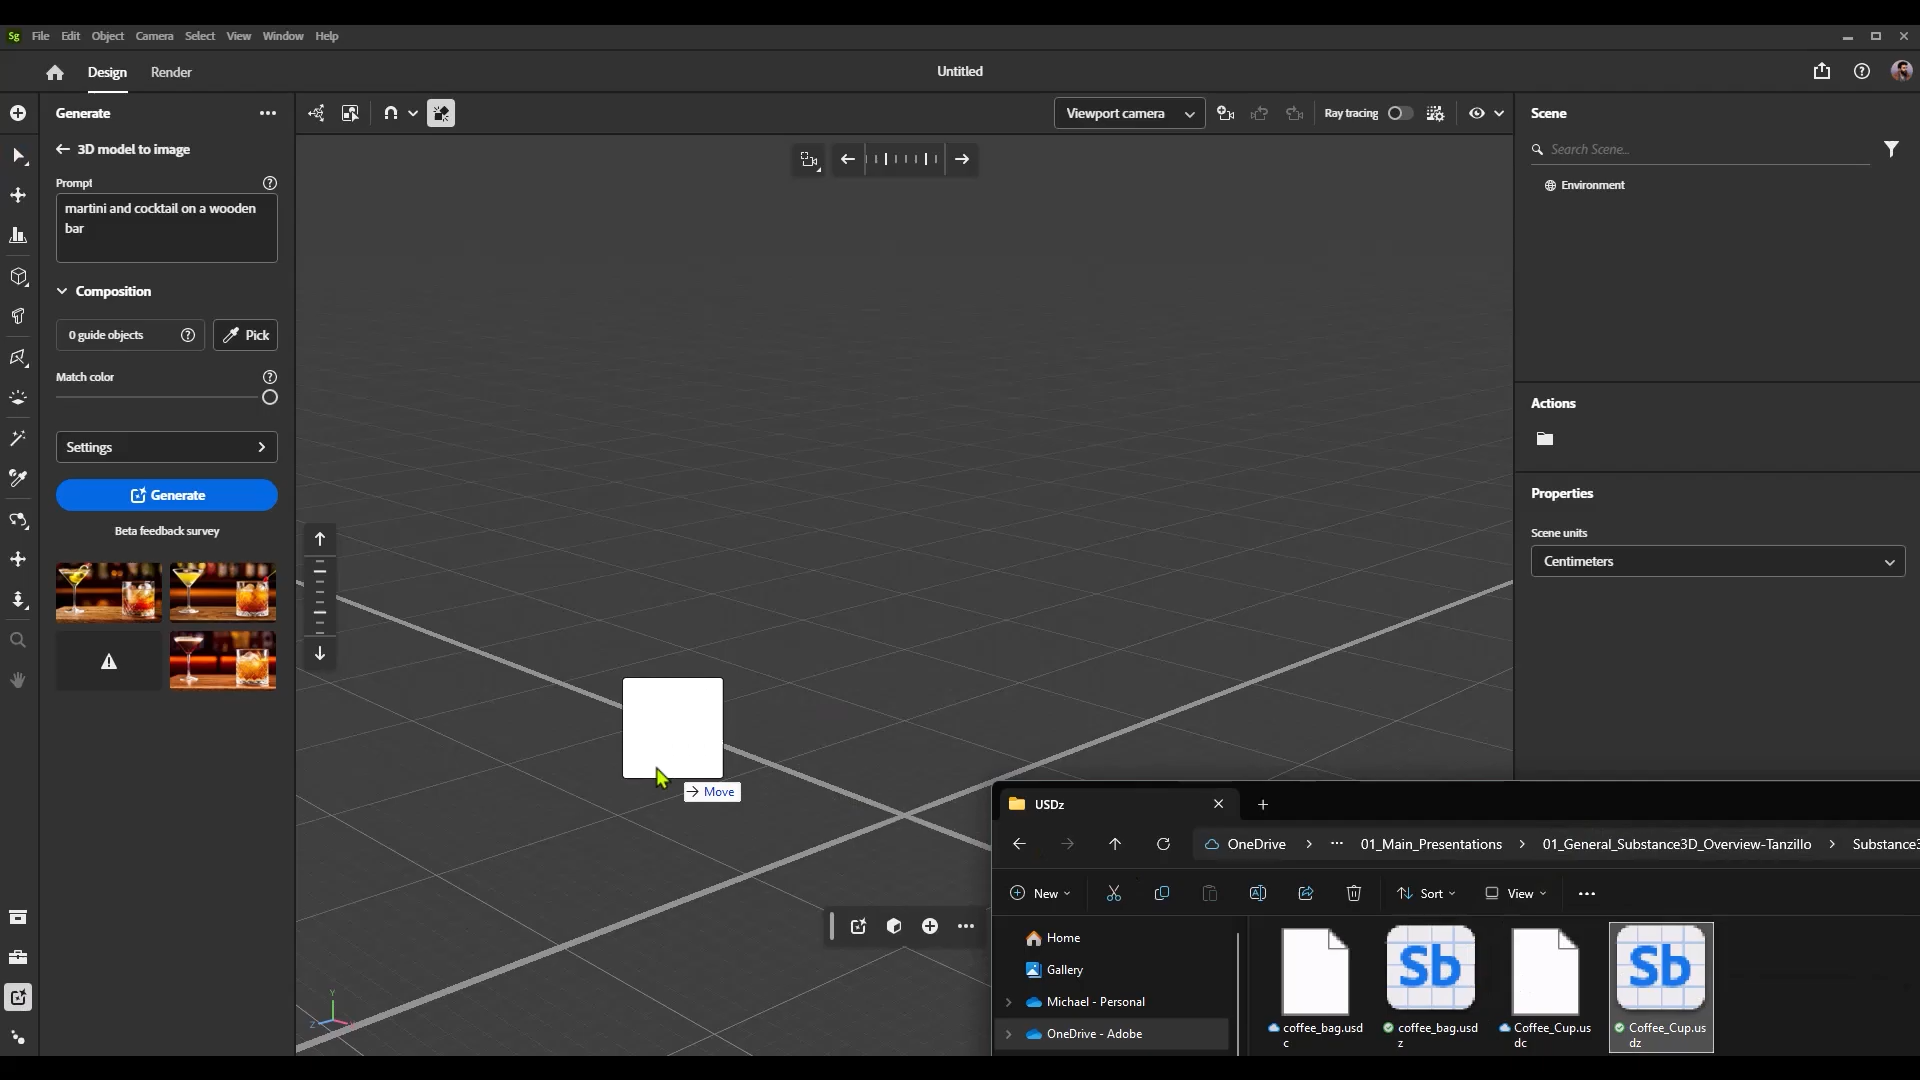 Sg File Edit Object Camera Select View Window Help
Design Render
Untitled
Generate
3D model to image
Prompt
martini and cocktail on a wooden
bar
Composition
0 guide objects
Pick
Match color
Settings
Generate
Beta feedback survey
Viewport camera
Ray tracing
Move
Y
Z
Scene
Search Scene...
Environment
Actions
Properties
Scene units
Centimeters
USDz
OneDrive > ... 01_Main_Presentations > 01_General_Substance3D_Overview-Tanzillo > Substance3
New
Sort
View
Home
Gallery
Michael - Personal
OneDrive - Adobe
coffee_bag.usd
c
Sb
coffee_bag.usd
z
Coffee_Cup.us
dc
Sb
Coffee_Cup.us
dz